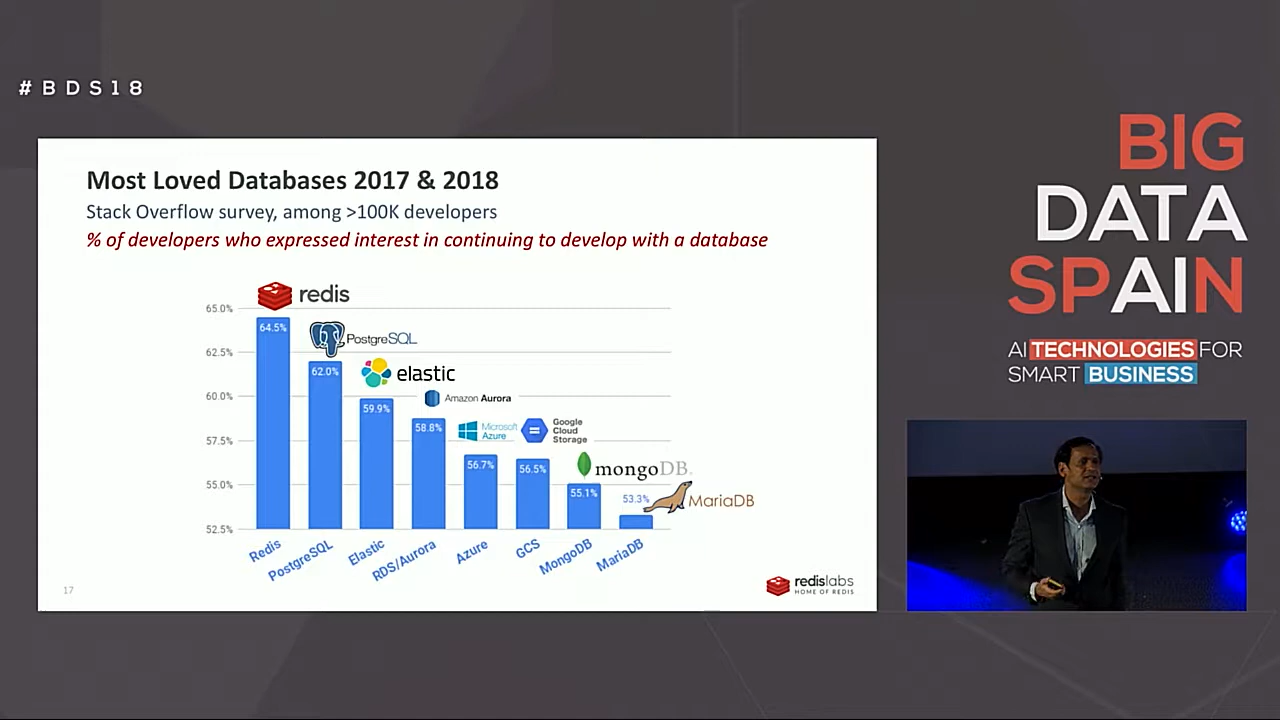 #BDS18
BIG
DATA
SPAIN
AI TECHNOLOGIES FOR
SMART BUSINESS
Most Loved Databases 2017 & 2018
Stack Overflow survey, among >100K developers
% of developers who expressed interest in continuing to develop with a database
redis
PostgreSQL
elastic
Amazon Aurora
Microsoft
Azure
Google
Cloud
Storage
mongoDB.
MariaDB
65.0%
62.5%
60.0%
57.5%
55.0%
52.5%
64.5%
62.0%
59.9%
58.8%
56.7%
56.5%
55.1%
53.3%
Redis
PostgreSQL
Elastic
RDS/Aurora
Azure
GCS
MongoDB
MariaDB
17
redislabs
HOME OF REDIS